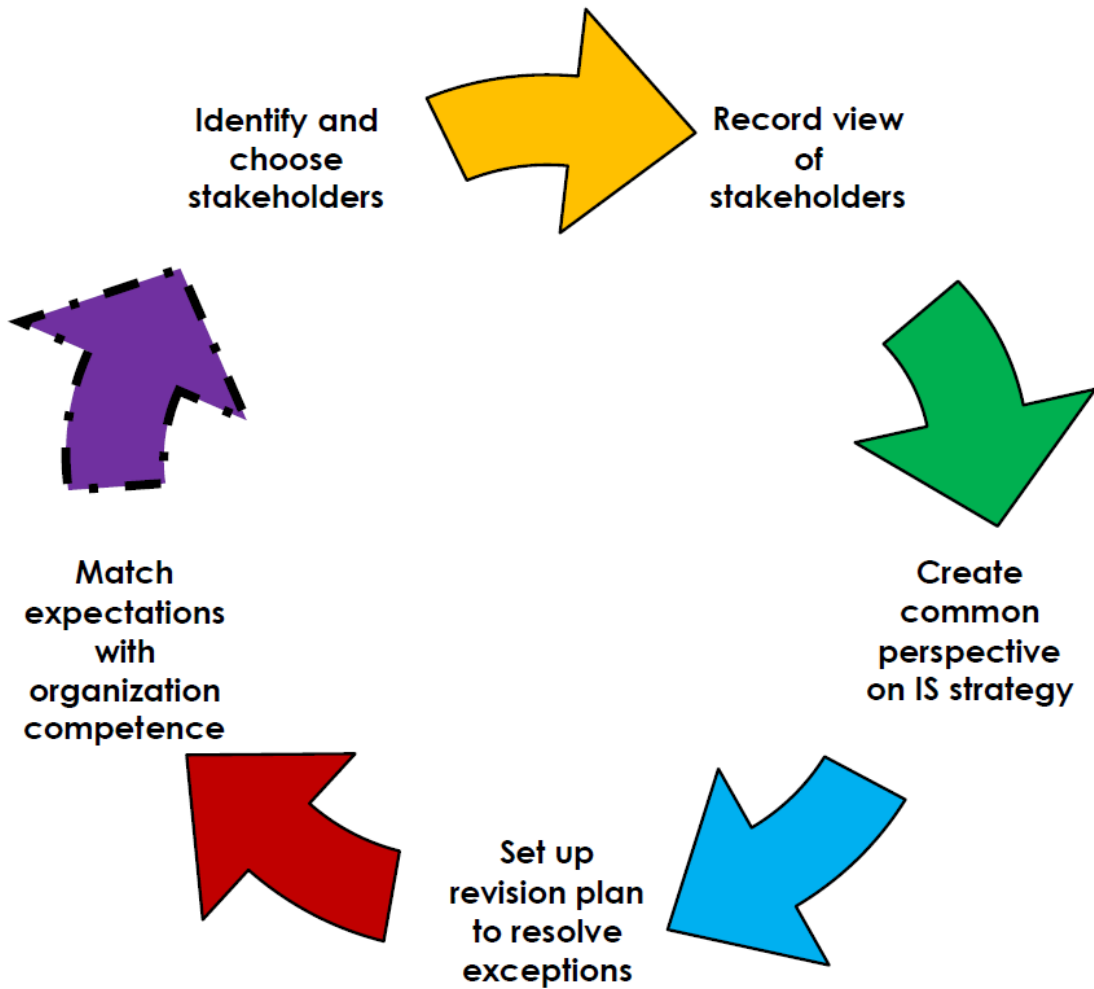 Identify and
choose
stakeholders
Record view
of
stakeholders
Create
common
perspective
on IS strategy
Set up
revision plan
to resolve
exceptions
Match
expectations
with
organization
competence